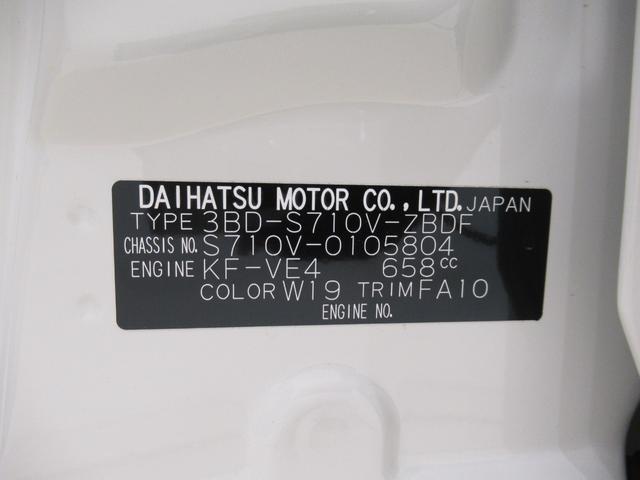 DAIHATSU MOTOR CO.,LTD. JAPAN
TYPE 3BD-S710V-ZBDF
CHASSIS NO. S710V-0105804
ENGINE KF-VE4 658cc
COLOR W19 TRIM FA10
ENGINE NO.